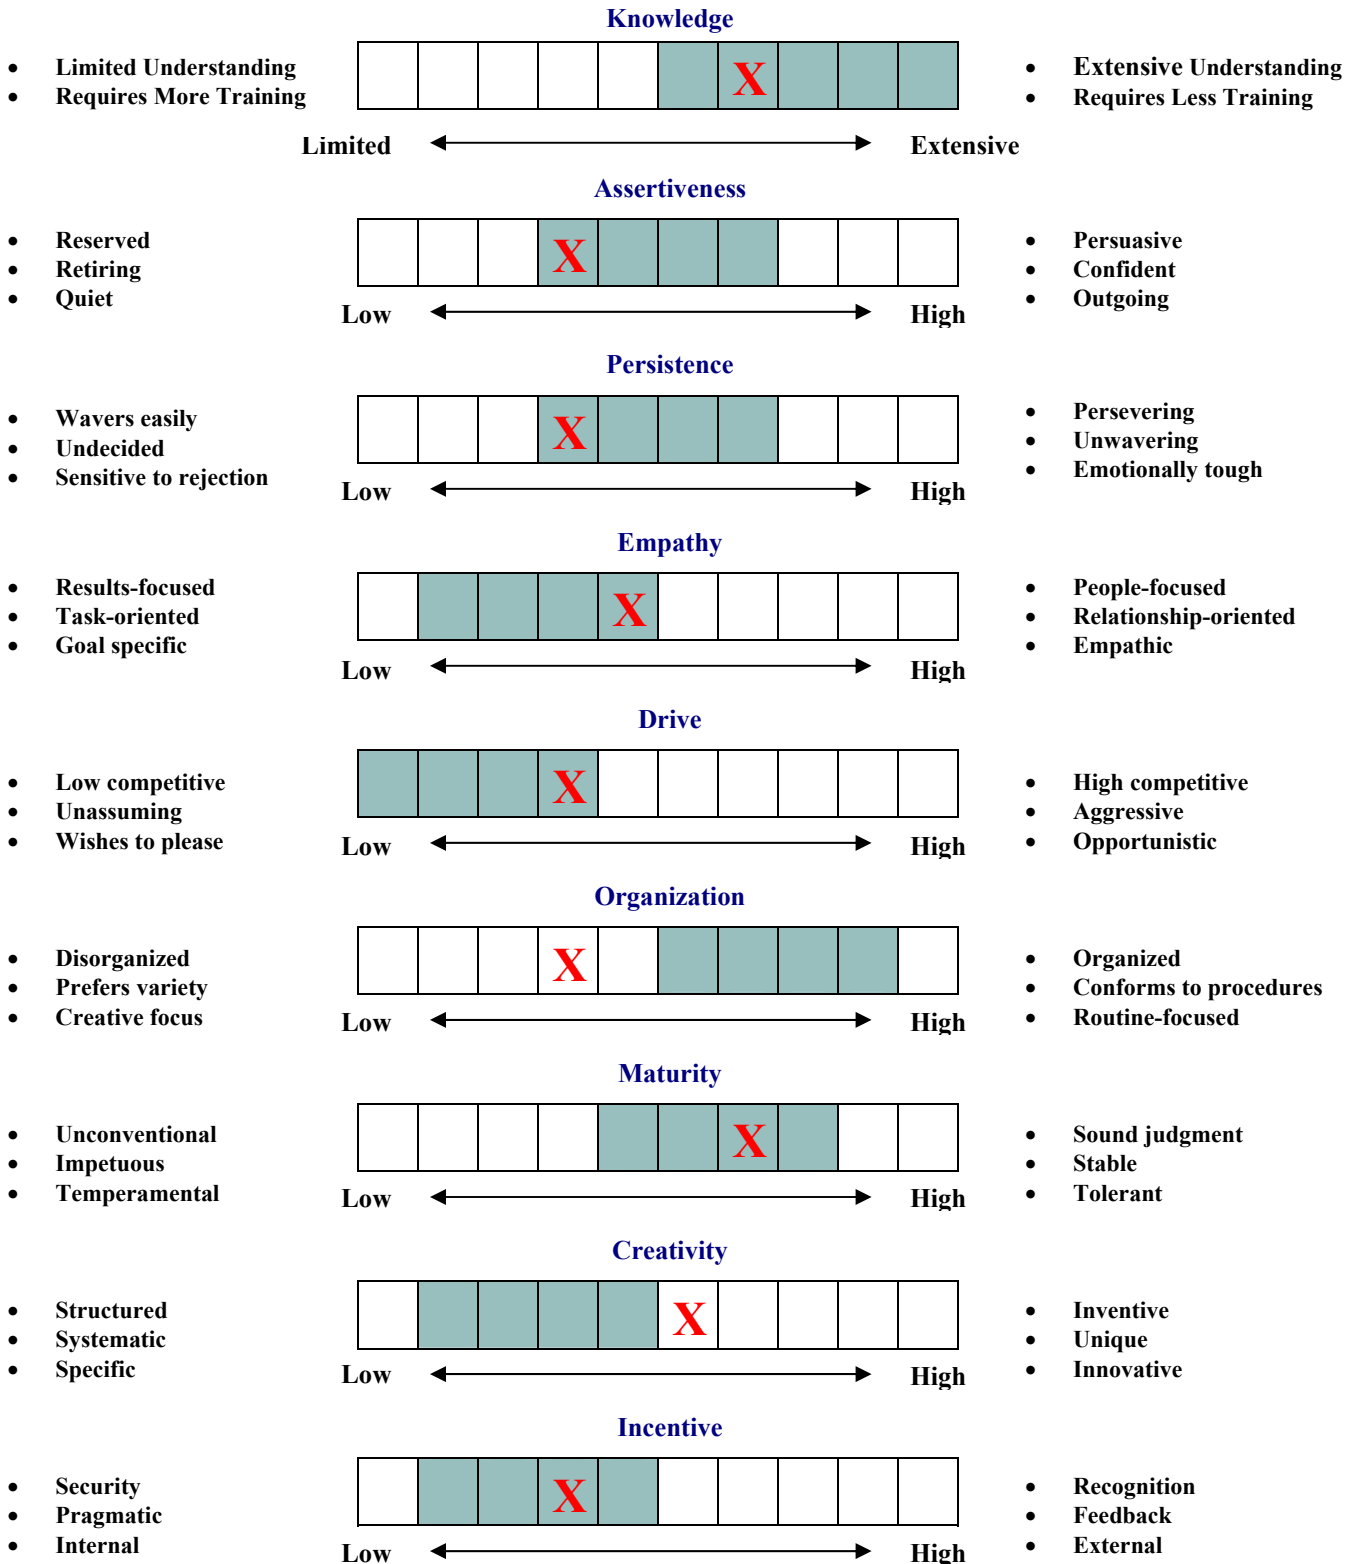 Knowledge
• Limited Understanding
• Requires More Training
X
• Extensive Understanding
• Requires Less Training
Limited Extensive
Assertiveness
• Reserved
• Retiring
• Quiet
X
• Persuasive
• Confident
• Outgoing
Low High
Persistence
• Wavers easily
• Undecided
• Sensitive to rejection
X
• Persevering
• Unwavering
• Emotionally tough
Low High
Empathy
• Results-focused
• Task-oriented
• Goal specific
X
• People-focused
• Relationship-oriented
• Empathic
Low High
Drive
• Low competitive
• Unassuming
• Wishes to please
X
• High competitive
• Aggressive
• Opportunistic
Low High
Organization
• Disorganized
• Prefers variety
• Creative focus
X
• Organized
• Conforms to procedures
• Routine-focused
Low High
Maturity
• Unconventional
• Impetuous
• Temperamental
X
• Sound judgment
• Stable
• Tolerant
Low High
Creativity
• Structured
• Systematic
• Specific
X
• Inventive
• Unique
• Innovative
Low High
Incentive
• Security
• Pragmatic
• Internal
X
• Recognition
• Feedback
• External
Low High